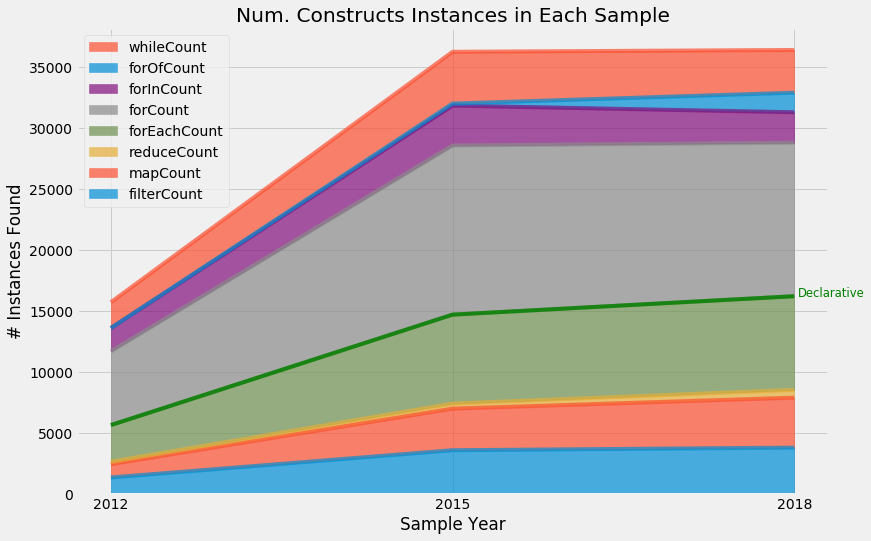 Num. Constructs Instances in Each Sample
whileCount
forOfCount
forInCount
forCount
forEachCount
reduceCount
mapCount
filterCount
35000
30000
25000
20000
15000
10000
5000
0
# Instances Found
Declarative
2012
2015
2018
Sample Year